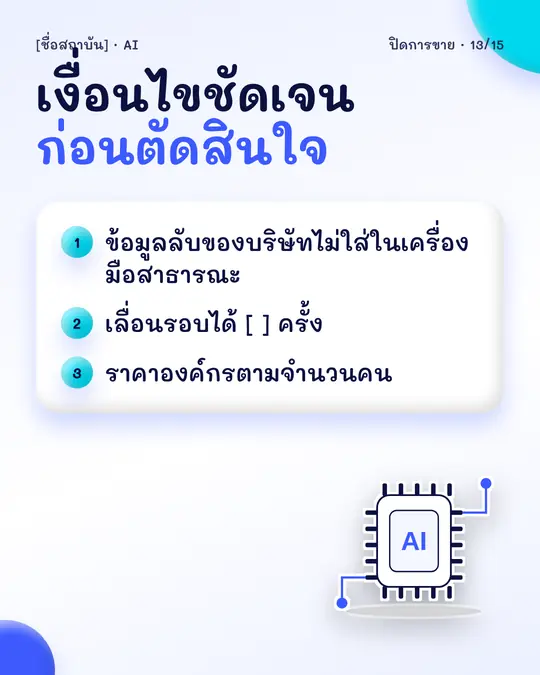 [ชื่อสถาบัน] · AI
ปิดการขาย · 13/15
เงื่อนไขชัดเจน
ก่อนตัดสินใจ
1 ข้อมูลลับของบริษัทไม่ใส่ในเครื่อง
มือสาธารณะ
2 เลื่อนรอบได้ [ ] ครั้ง
3 ราคาองค์กรตามจำนวนคน
AI